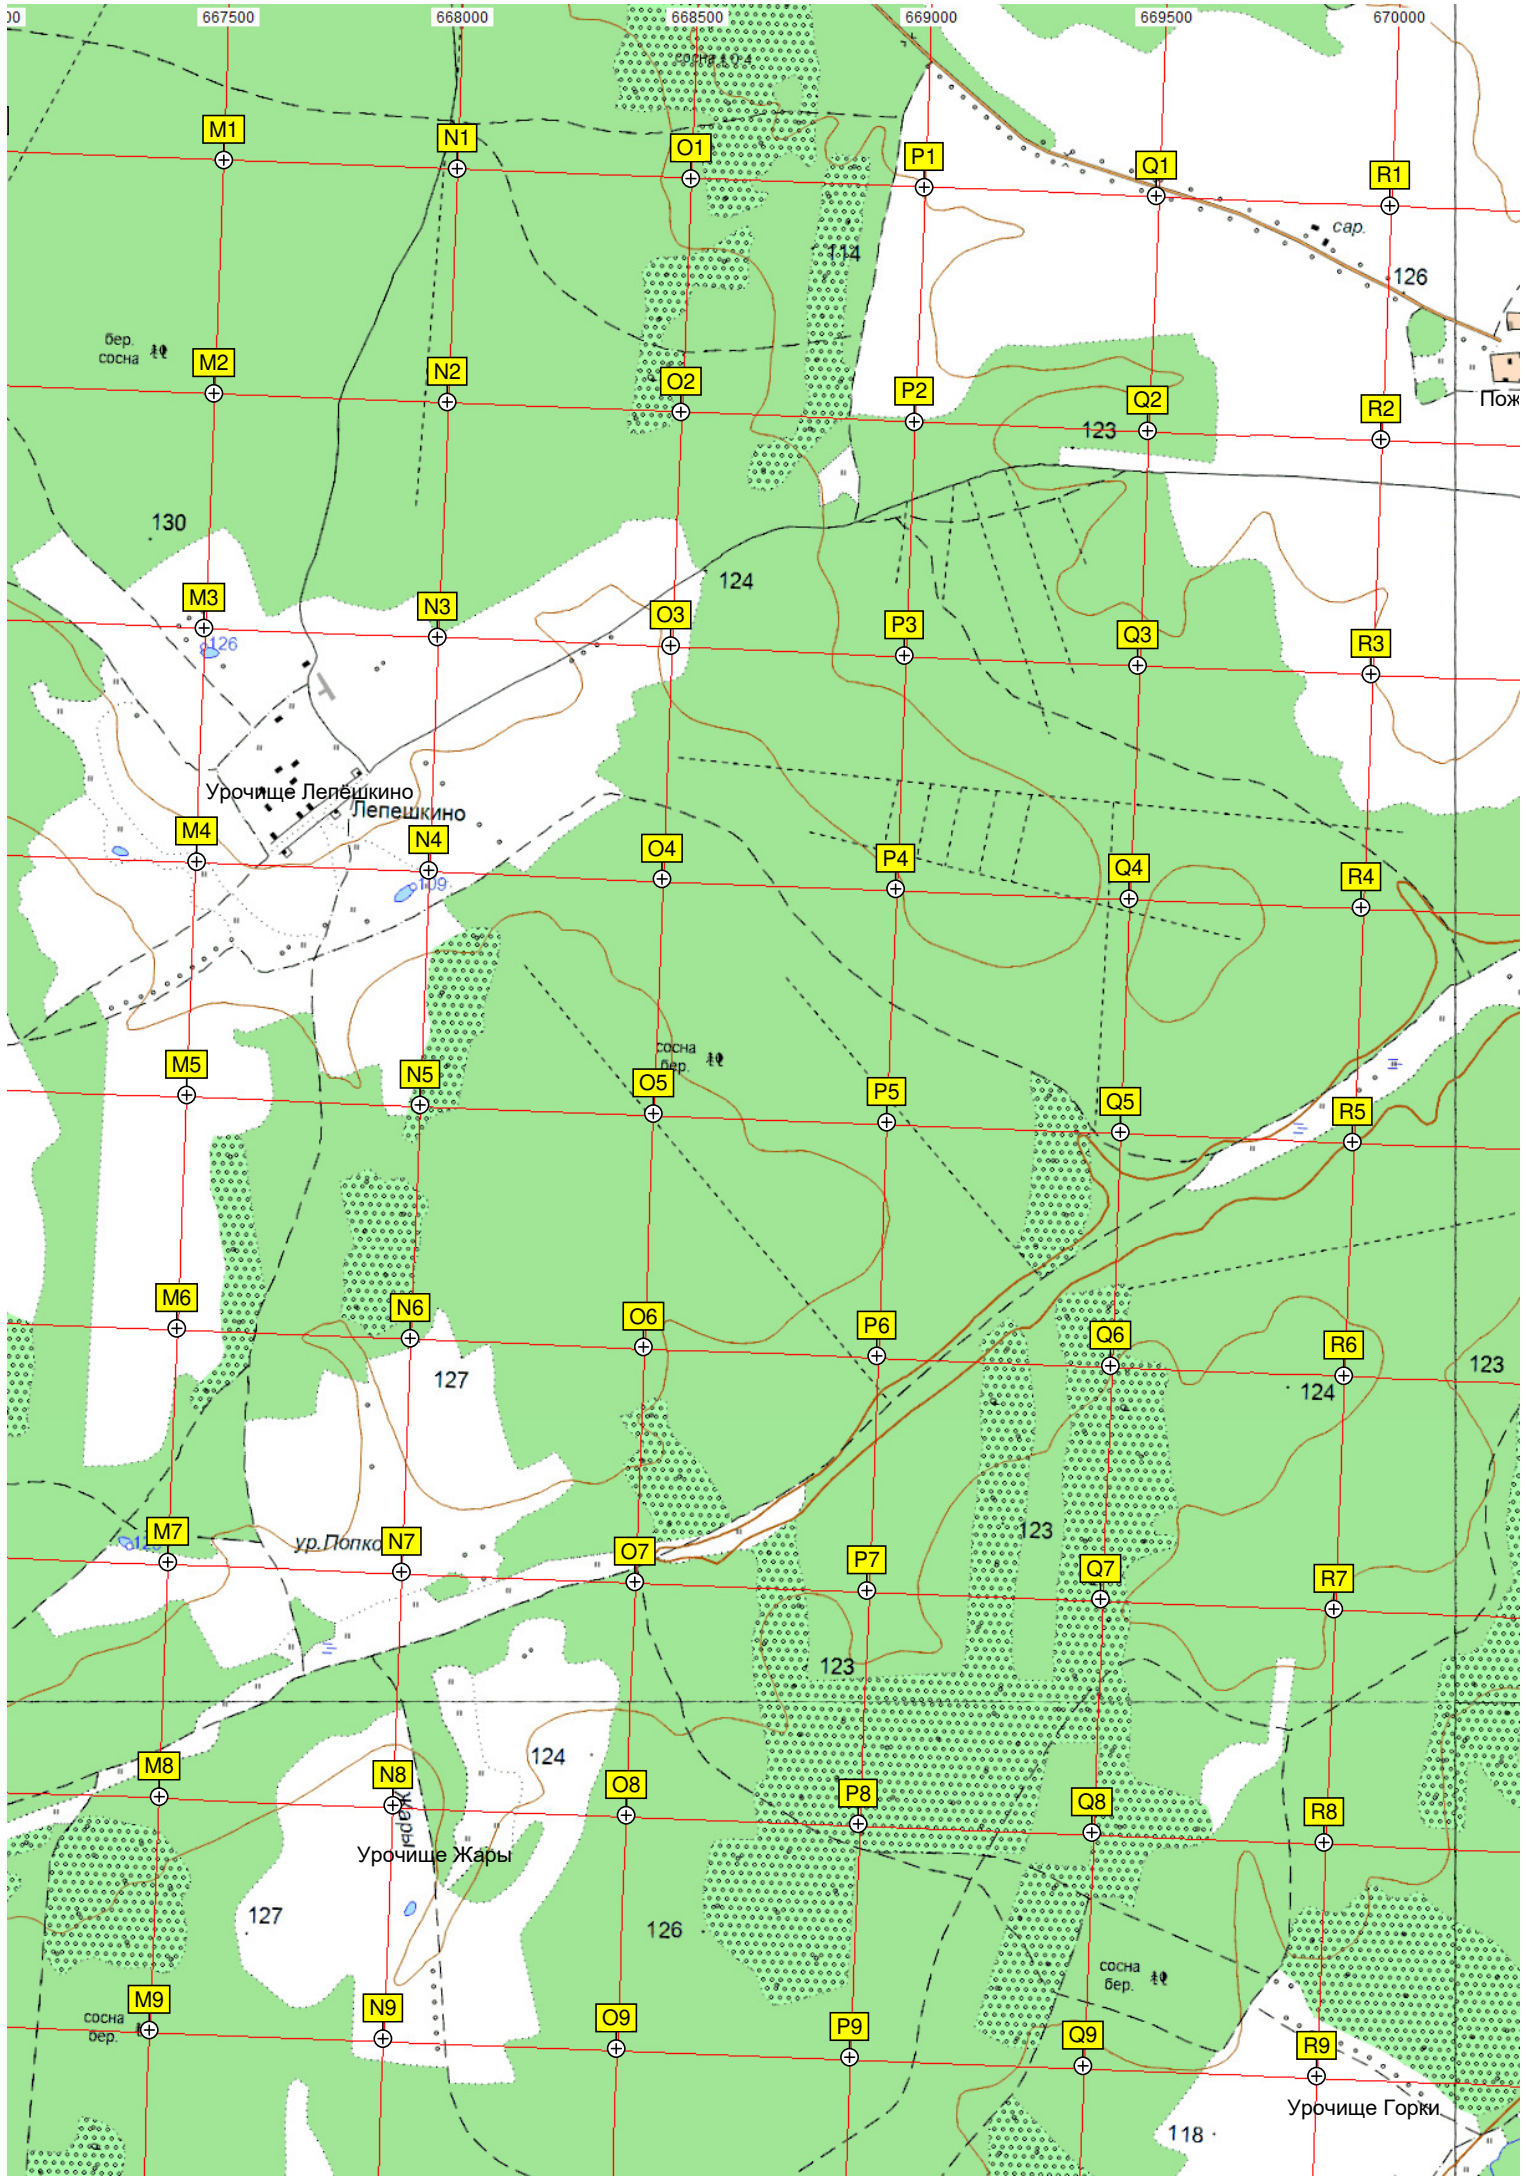 00 667500 668000 668500 669000 669500 670000
M1 N1 O1 P1 Q1 R1
сар.
114
126
бер.
сосна
M2 N2 O2 P2 Q2 R2
Пож
123
130
124
M3 N3 O3 P3 Q3 R3
126
Урочище Лепёшкино
Лепешкино
M4 N4 O4 P4 Q4 R4
109
сосна
бер.
M5 N5 O5 P5 Q5 R5
M6 N6 O6 P6 Q6 R6
127
124
123
123
ур.Попко
M7 N7 O7 P7 Q7 R7
123
124
M8 N8 O8 P8 Q8 R8
Жары
Урочище Жары
127
126
сосна
бер.
M9 N9 O9 P9 Q9 R9
сосна
бер.
Урочище Горки
118